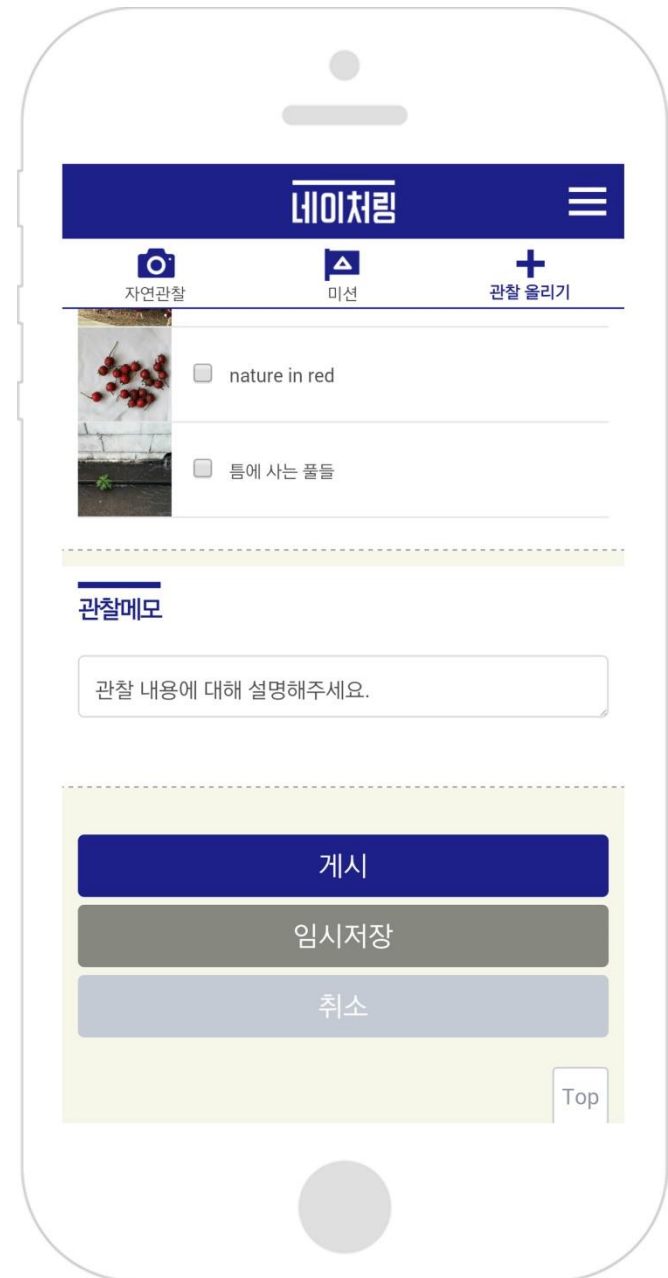 네이처링
자연관찰
미션
관찰 올리기
nature in red
틈에 사는 풀들
관찰메모
관찰 내용에 대해 설명해주세요.
게시
임시저장
취소
Top